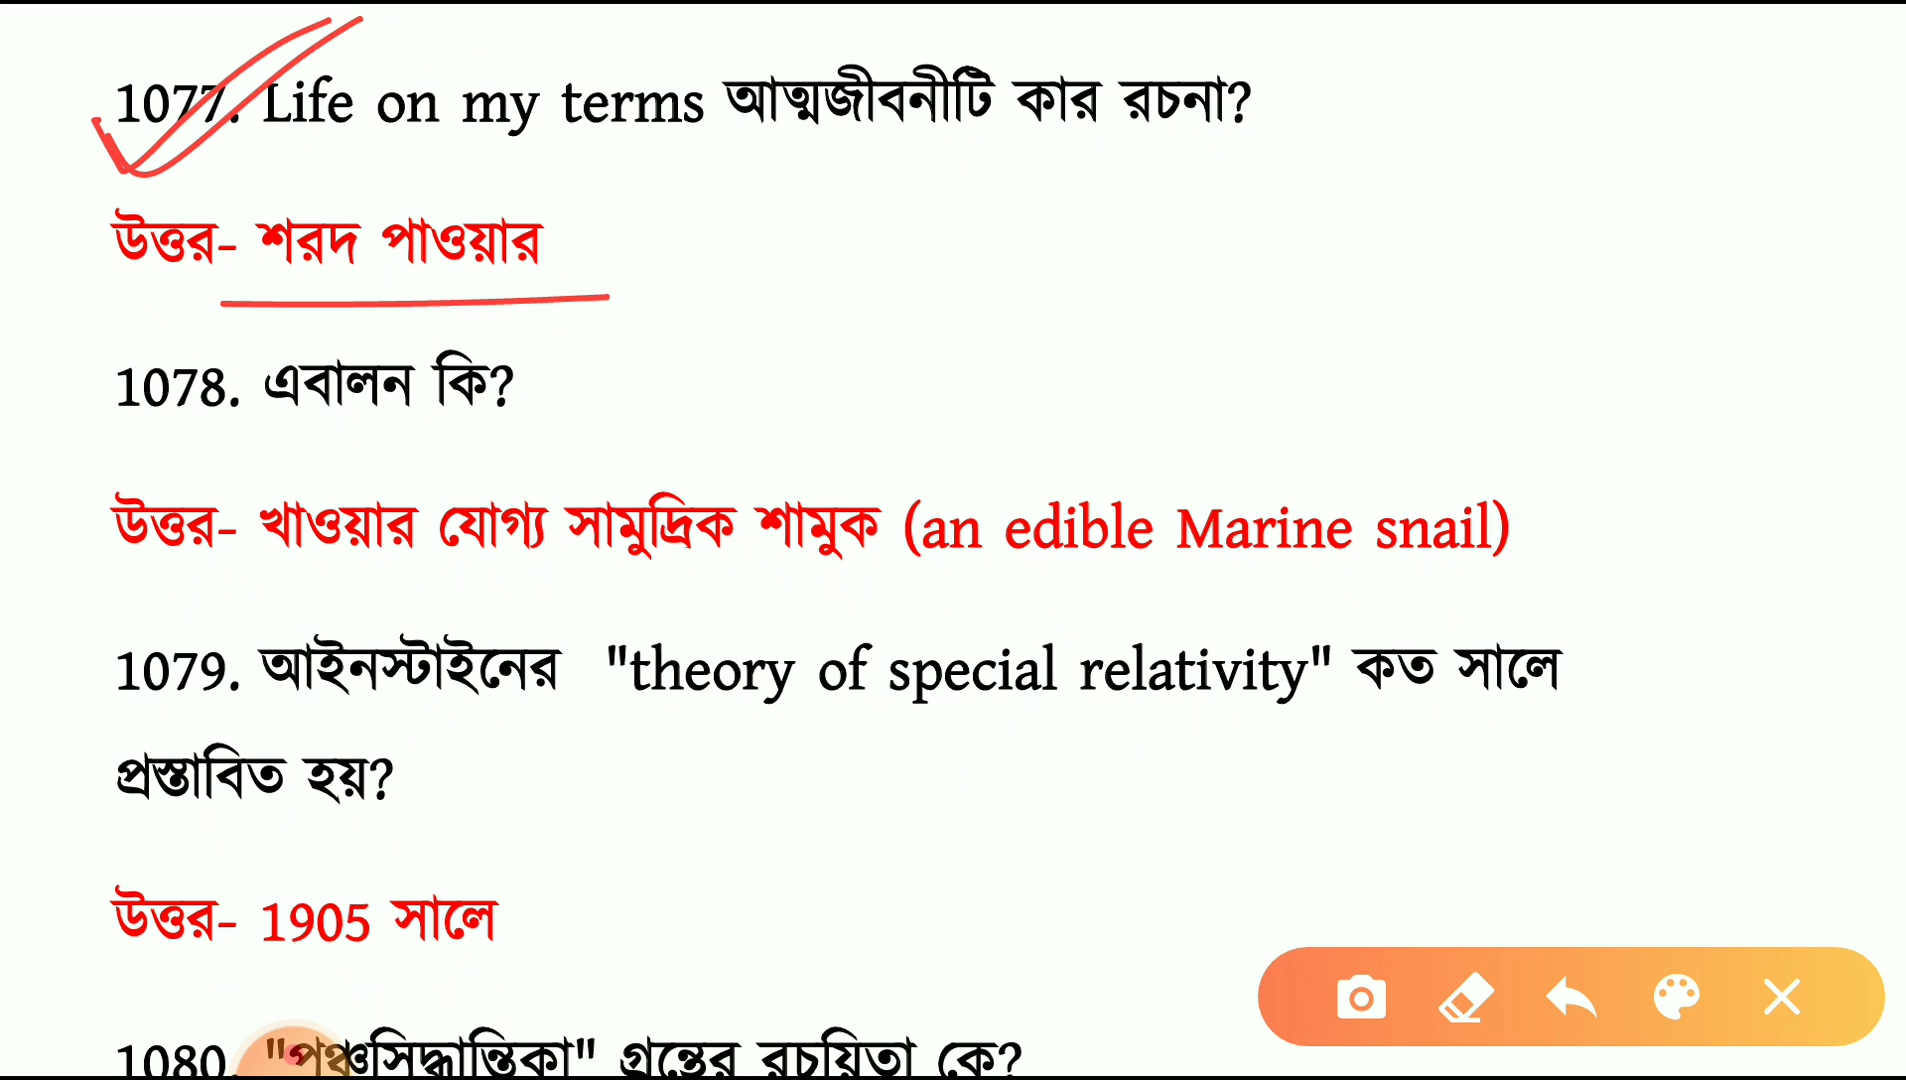 1077. Life on my terms আত্মজীবনীটি কার রচনা?
উত্তর- শরদ পাওয়ার
1078. এবালন কি?
উত্তর- খাওয়ার যোগ্য সামুদ্রিক শামুক (an edible Marine snail)
1079. আইনস্টাইনের "theory of special relativity" কত সালে
প্রস্তাবিত হয়?
উত্তর- 1905 সালে
1080. "পঞ্চসিদ্ধান্তিকা" গ্রন্থের রচয়িতা কে?